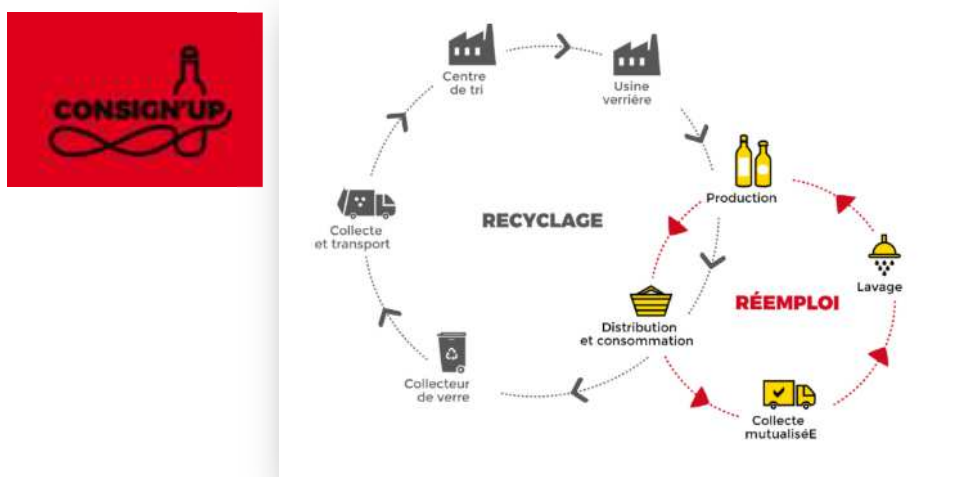 CONSIGN'UP
Centre
de tri
Usine
verriére
Production
Collecte
et transport
RECYCLAGE
Lavage
RÉEMPLOI
Distribution
et consommation
Collecteur
de verre
Collecte
mutualiséE